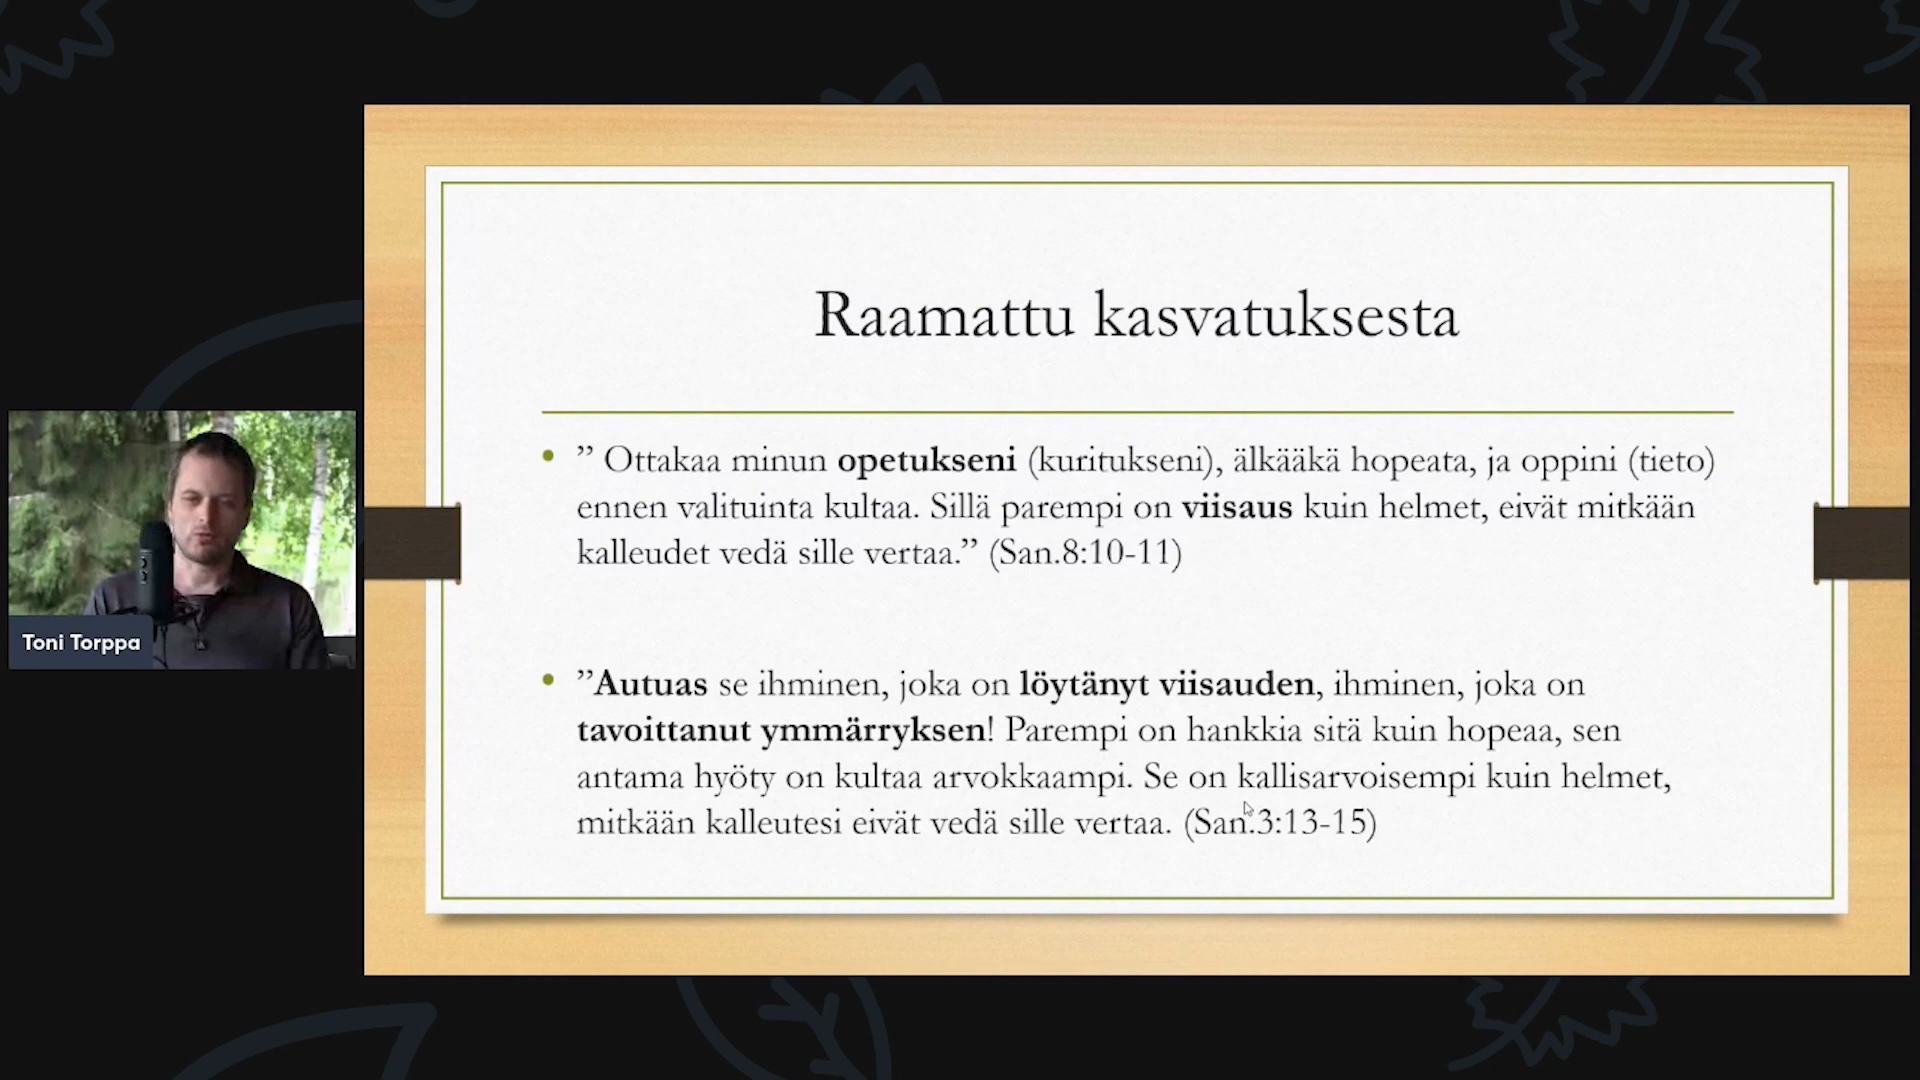 Raamattu kasvatuksesta
• ” Ottakaa minun opetukseni (kuritukseni), älkääkä hopeata, ja oppini (tieto)
ennen valituinta kultaa. Sillä parempi on viisaus kuin helmet, eivät mitkään
kalleudet vedä sille vertaa.” (San.8:10-11)
• ”Autuas se ihminen, joka on löytänyt viisauden, ihminen, joka on
tavoittanut ymmärryksen! Parempi on hankkia sitä kuin hopeaa, sen
antama hyöty on kultaa arvokkaampi. Se on kallisarvoisempi kuin helmet,
mitkään kalleutesi eivät vedä sille vertaa. (San.3:13-15)
Toni Torppa